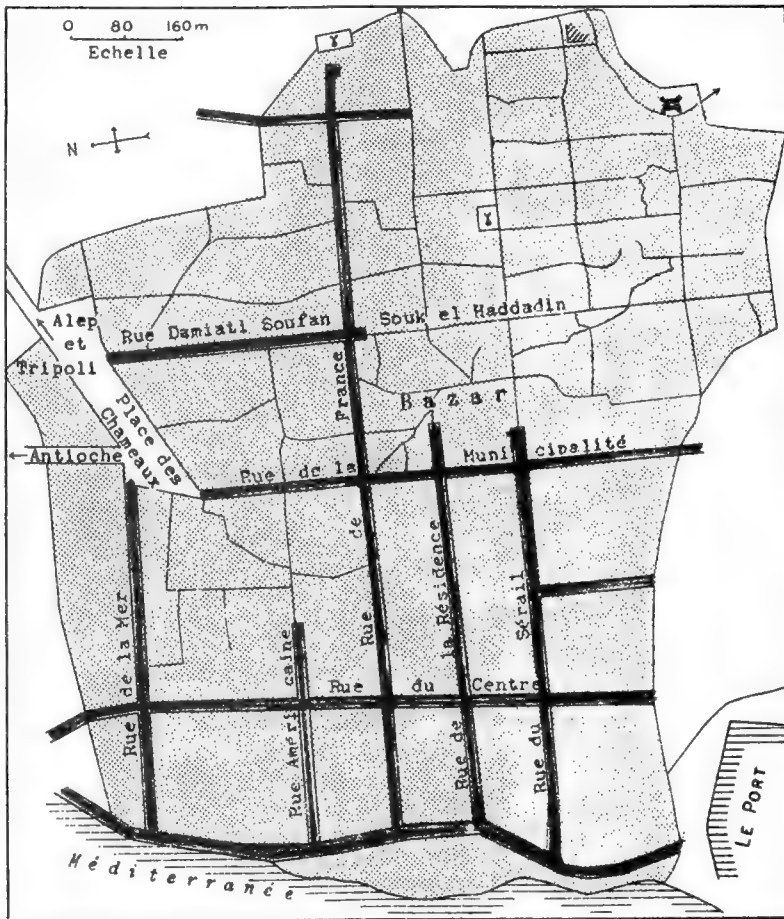 0 80 160m
Echelle
N
Alep
et
Tripoli
Rue Damiati Soufan
Souk el Haddadin
Place des
Chameaux
Bazar
Antioche
Rue de la Municipalité
Rue de France
Rue de la Résidence
Rue du Sérail
Rue de la Mer
Rue Américaine
Rue du Centre
LE PORT
Méditerranée